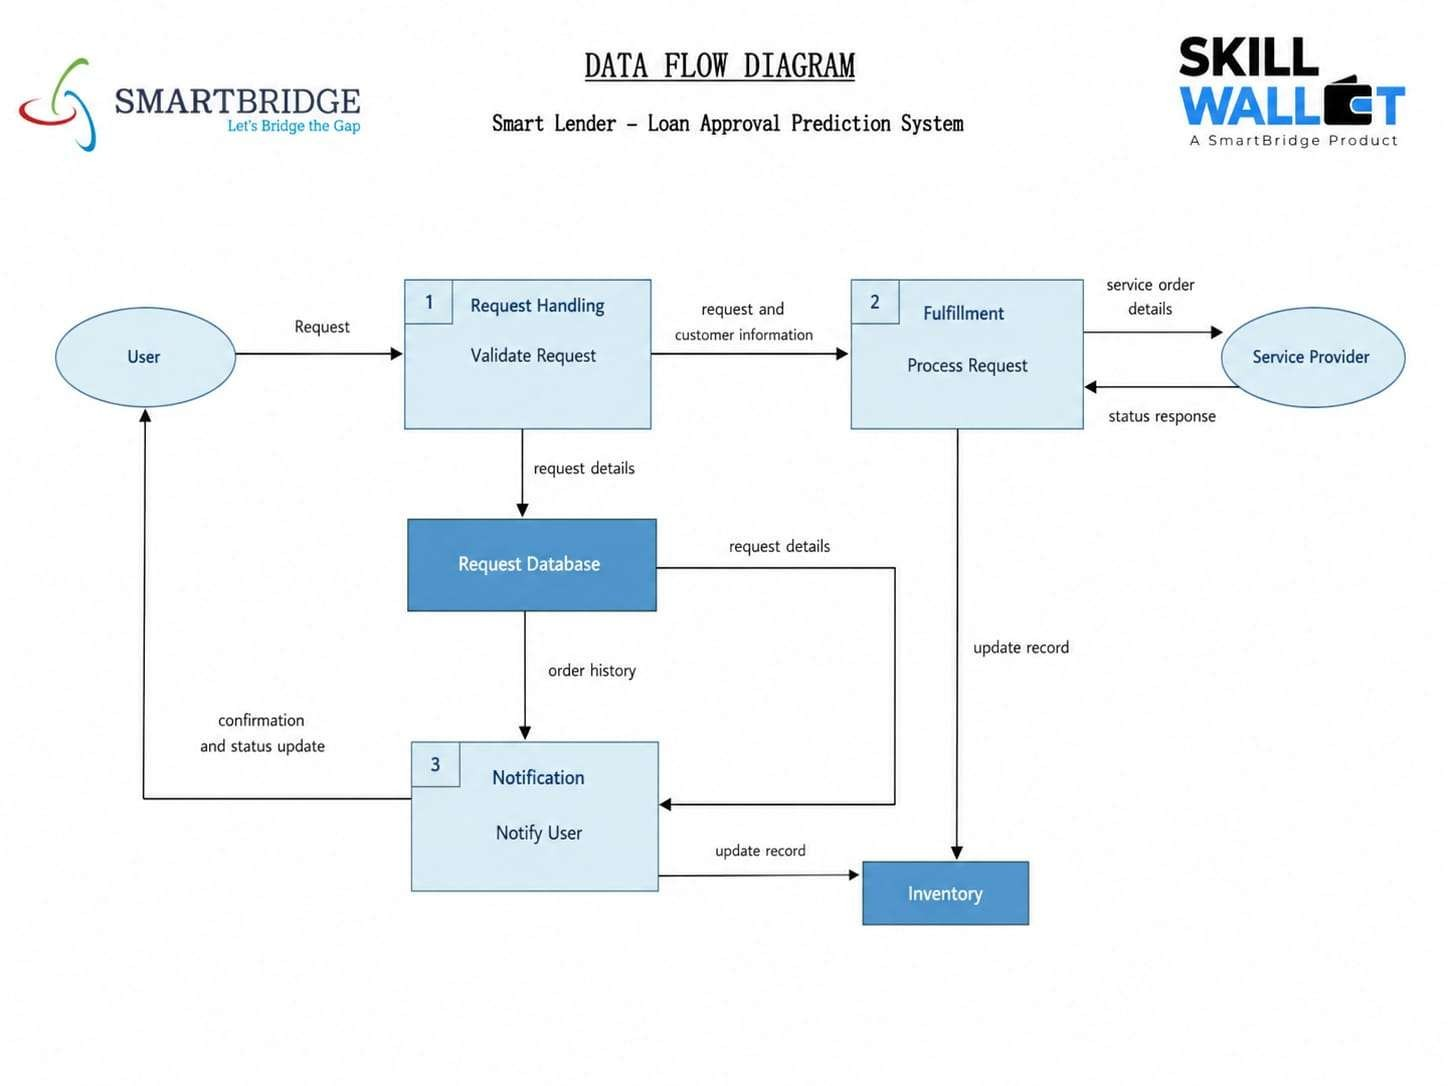 SMARTBRIDGE
Let's Bridge the Gap
DATA FLOW DIAGRAM
Smart Lender – Loan Approval Prediction System
SKILL
WALLET
A SmartBridge Product
User
Request
1
Request Handling
Validate Request
request and
customer information
2
Fulfillment
Process Request
service order
details
Service Provider
status response
request details
Request Database
request details
order history
update record
confirmation
and status update
3
Notification
Notify User
update record
Inventory